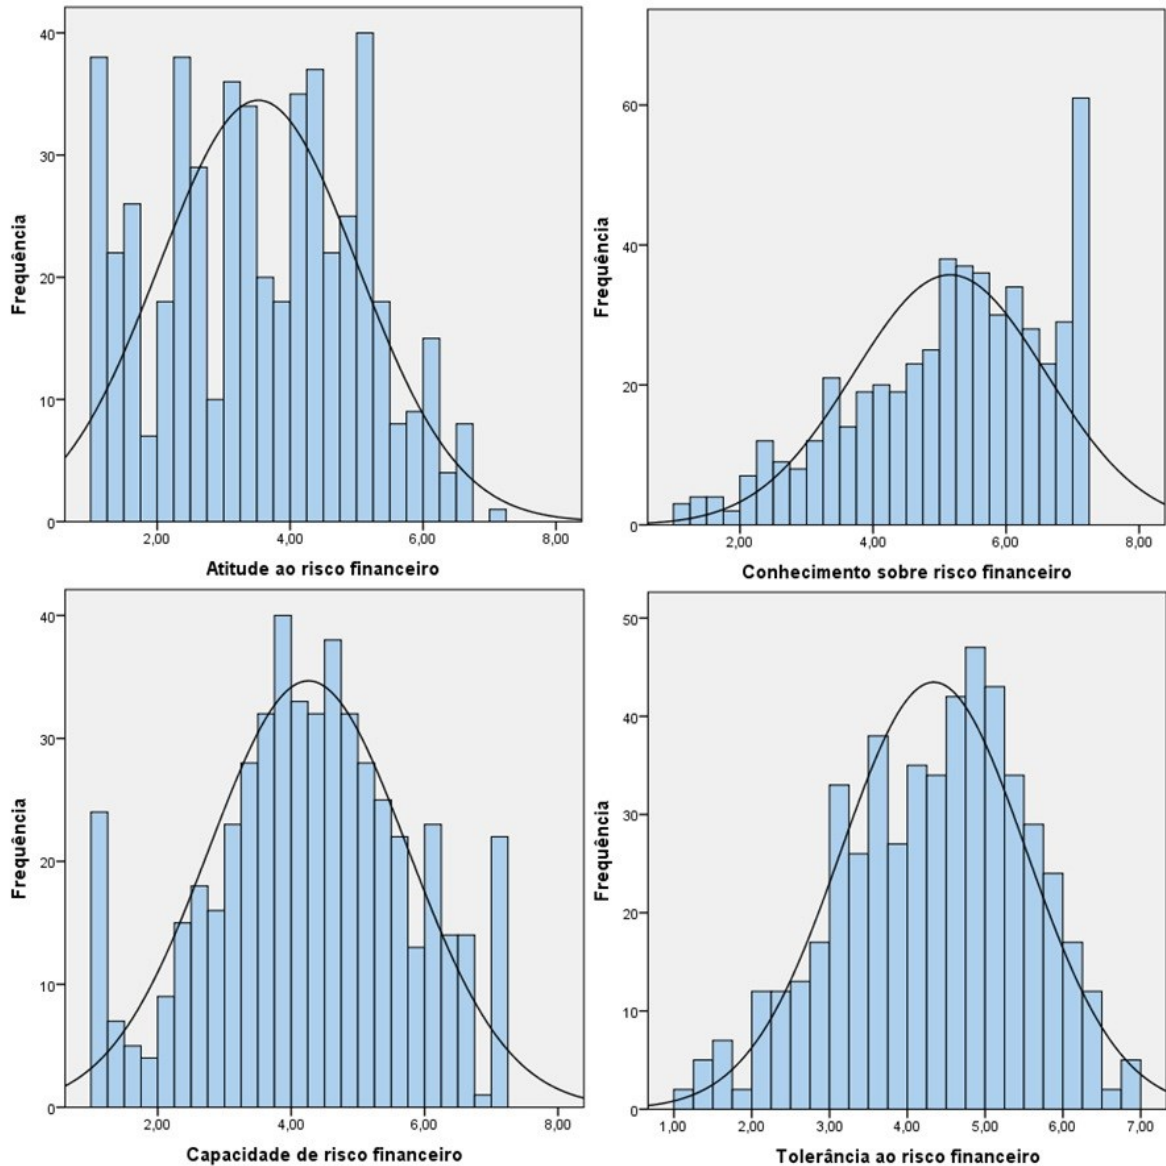 40
30
20
10
0
Frequência
2,00 4,00 6,00 8,00
Atitude ao risco financeiro
60
40
20
0
Frequência
2,00 4,00 6,00 8,00
Conhecimento sobre risco financeiro
40
30
20
10
0
Frequência
2,00 4,00 6,00 8,00
Capacidade de risco financeiro
50
40
30
20
10
0
Frequência
1,00 2,00 3,00 4,00 5,00 6,00 7,00
Tolerância ao risco financeiro